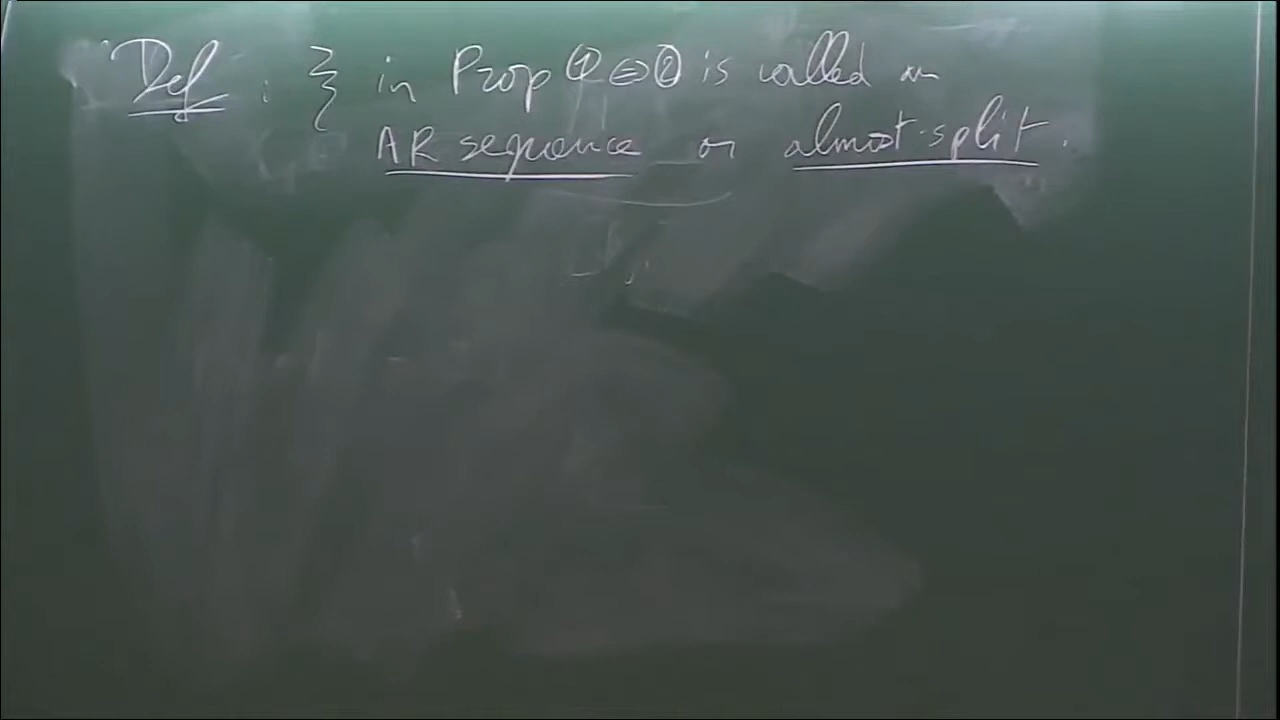 Def : ξ in Prop ① ⇔ ② is called an
AR sequence or almost-split.